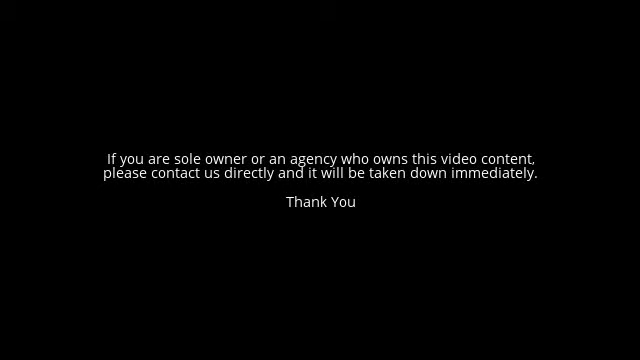 If you are sole owner or an agency who owns this video content,
please contact us directly and it will be taken down immediately.
Thank You